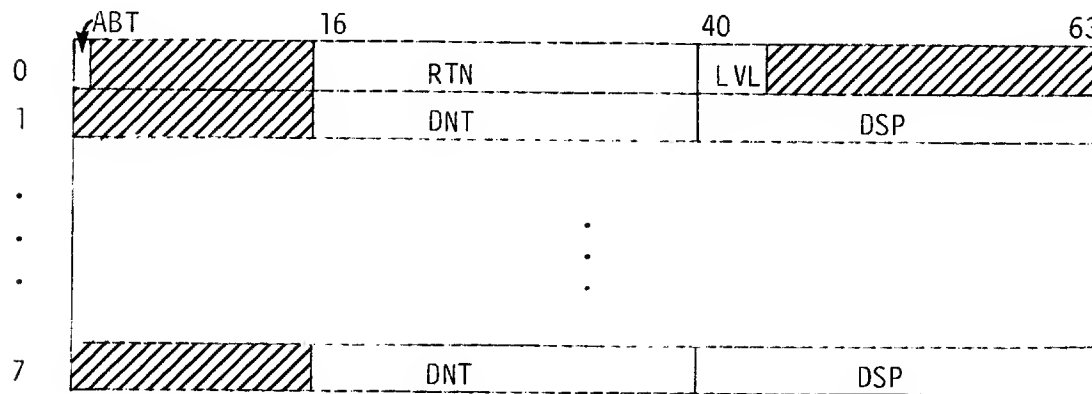 ABT 16 40 63
0 RTN LVL
1 DNT DSP
.
.
.
.
.
.
7 DNT DSP